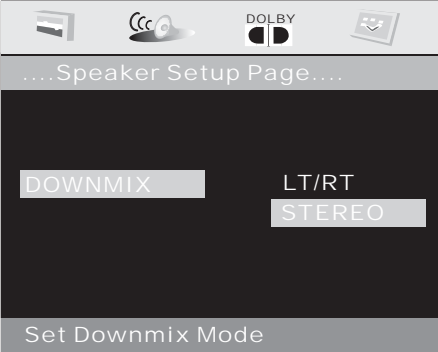 DOLBY
....Speaker Setup Page....
DOWNMIX
LT/RT
STEREO
Set Downmix Mode